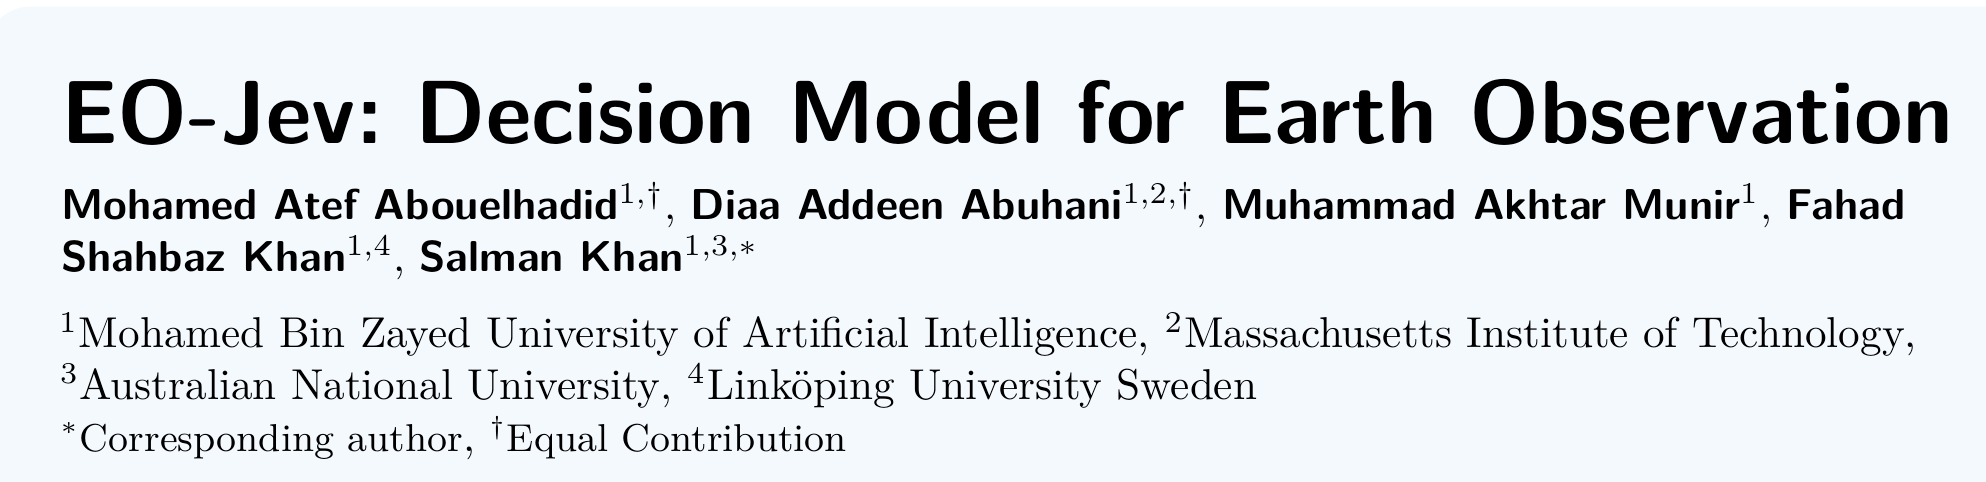 EO-Jev: Decision Model for Earth Observation
Mohamed Atef Abouelhadid¹,†, Diaa Addeen Abuhani¹,²,†, Muhammad Akhtar Munir¹, Fahad
Shahbaz Khan¹,⁴, Salman Khan¹,³,*
¹Mohamed Bin Zayed University of Artificial Intelligence, ²Massachusetts Institute of Technology,
³Australian National University, ⁴Linköping University Sweden
*Corresponding author, †Equal Contribution